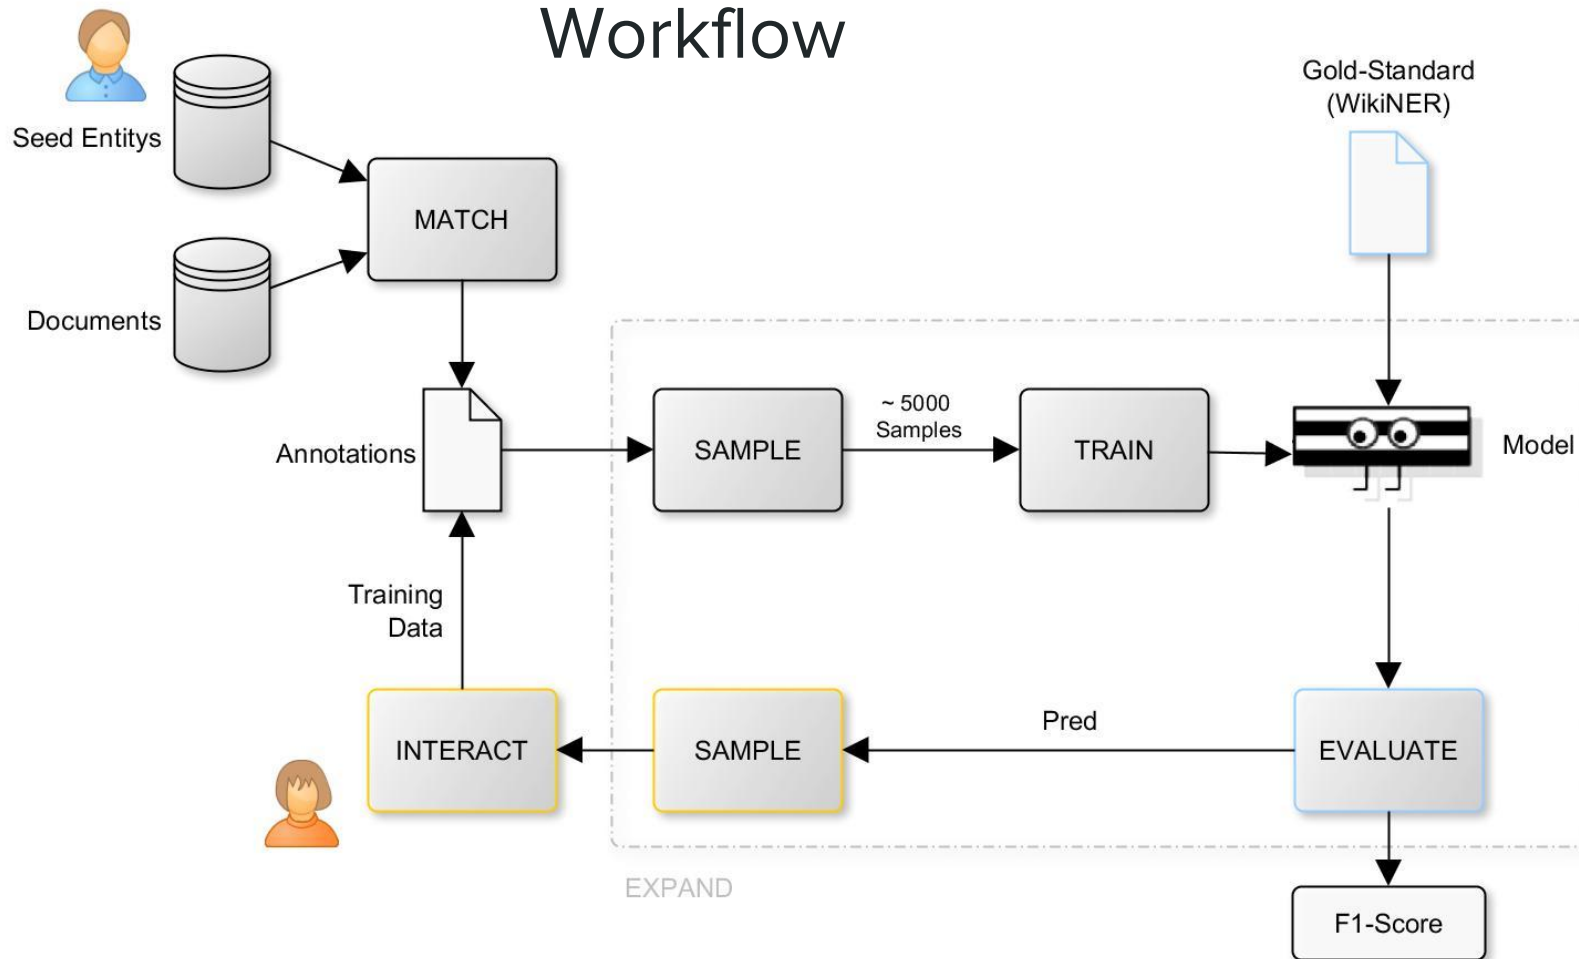 Workflow
Gold-Standard
(WikiNER)
Seed Entitys
MATCH
Documents
~ 5000
Samples
Annotations
SAMPLE
TRAIN
Model
Training
Data
Pred
INTERACT
SAMPLE
EVALUATE
EXPAND
F1-Score